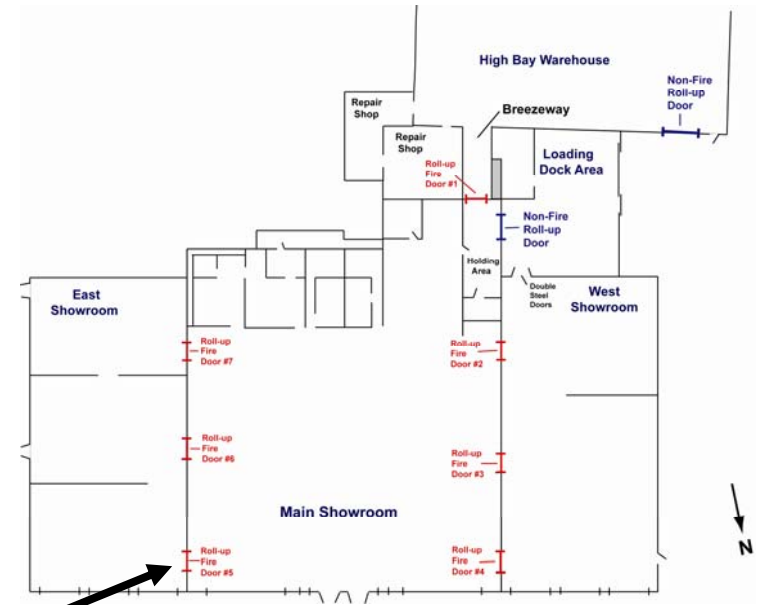 High Bay Warehouse
Non-Fire
Roll-up
Door
Repair
Shop
Breezeway
Repair
Shop
Loading
Dock Area
Roll-up
Fire
Door #1
Non-Fire
Roll-up
Door
Holding
Area
Double
Steel
Doors
East
Showroom
West
Showroom
Roll-up
Fire
Door #7
Roll-up
Fire
Door #2
Roll-up
Fire
Door #6
Roll-up
Fire
Door #3
Main Showroom
N
Roll-up
Fire
Door #5
Roll-up
Fire
Door #4